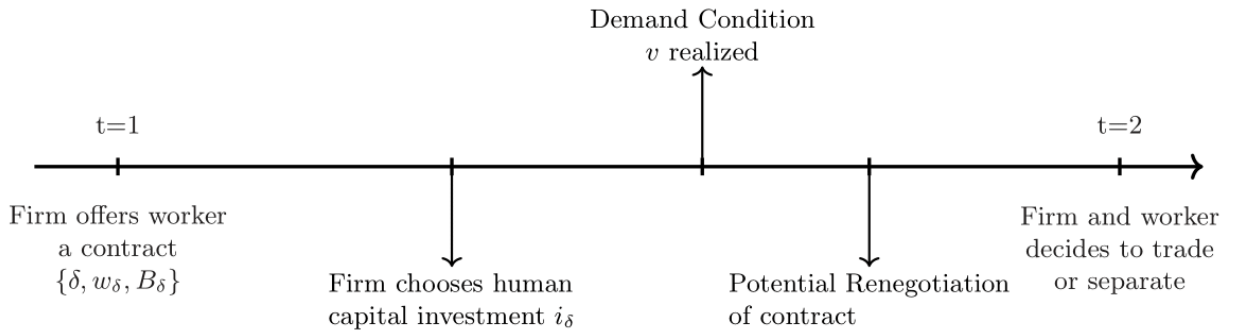 Demand Condition
v realized
t=1
t=2
Firm offers worker
a contract
{δ, w_δ, B_δ}
Firm chooses human
capital investment i_δ
Potential Renegotiation
of contract
Firm and worker
decides to trade
or separate